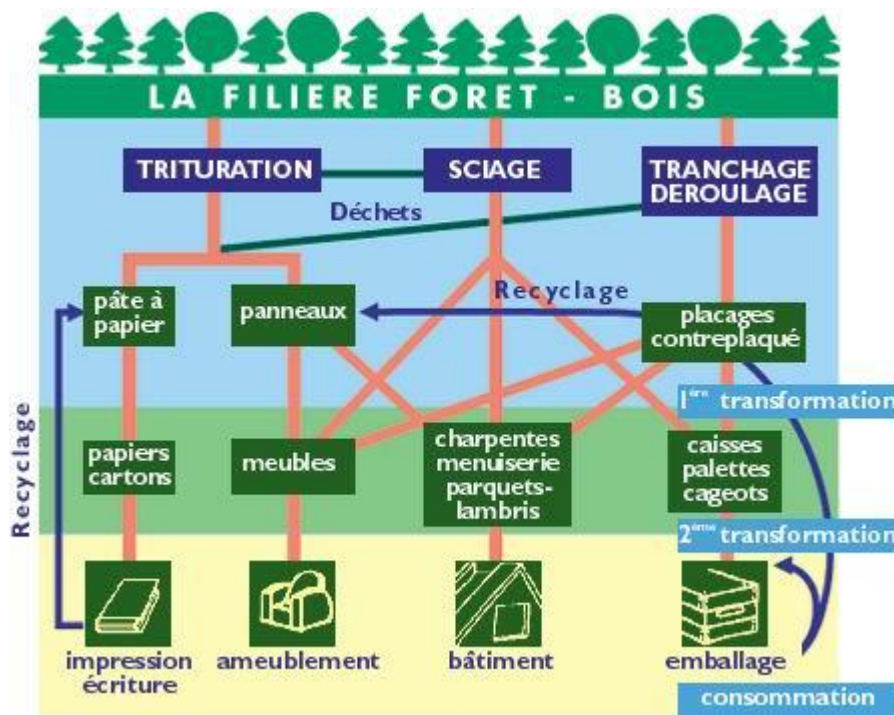 LA FILIERE FORET - BOIS
TRITURATION
SCIAGE
TRANCHAGE
DEROULAGE
Déchets
Recyclage
pâte à
papier
panneaux
placages
contreplaqué
1ère transformation
Recyclage
papiers
cartons
meubles
charpentes
menuiserie
parquets-
lambris
caisses
palettes
cageots
2ème transformation
impression
écriture
ameublement
bâtiment
emballage
consommation